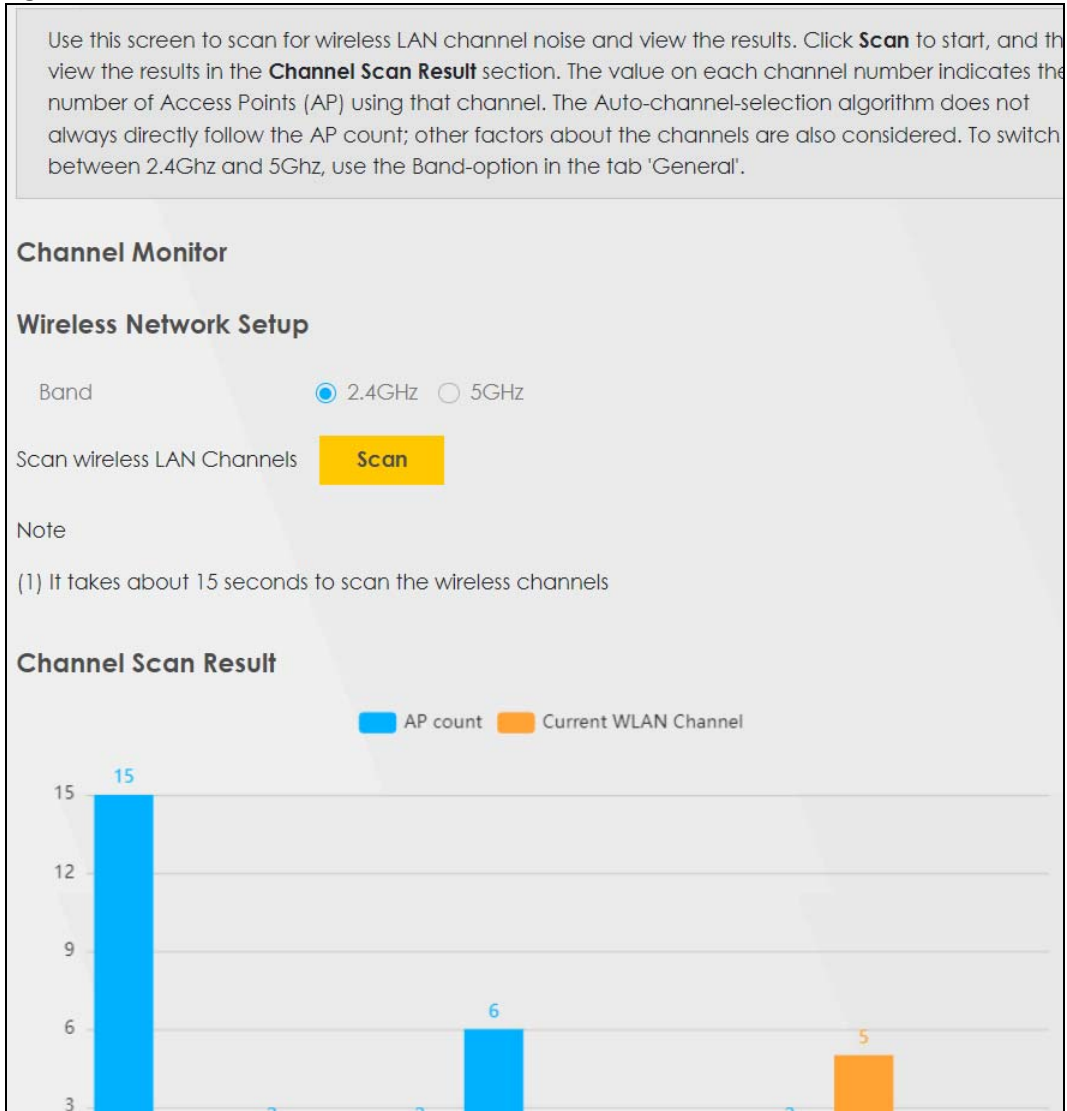 Use this screen to scan for wireless LAN channel noise and view the results. Click Scan to start, and th
view the results in the Channel Scan Result section. The value on each channel number indicates the
number of Access Points (AP) using that channel. The Auto-channel-selection algorithm does not
always directly follow the AP count; other factors about the channels are also considered. To switch
between 2.4Ghz and 5Ghz, use the Band-option in the tab 'General'.
Channel Monitor
Wireless Network Setup
Band 2.4GHz 5GHz
Scan wireless LAN Channels Scan
Note
(1) It takes about 15 seconds to scan the wireless channels
Channel Scan Result
AP count Current WLAN Channel
15
15
12
9
6
6
5
3